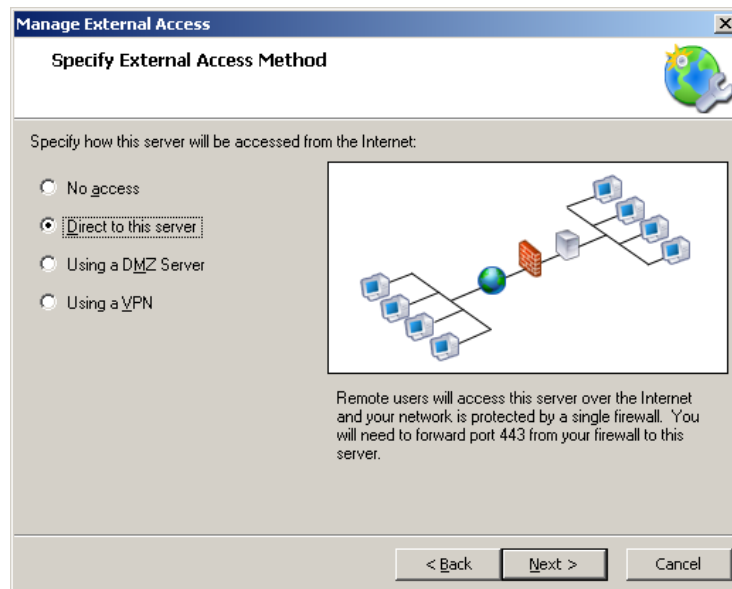 Manage External Access
Specify External Access Method
Specify how this server will be accessed from the Internet:
No access
Direct to this server
Using a DMZ Server
Using a VPN
Remote users will access this server over the Internet
and your network is protected by a single firewall. You
will need to forward port 443 from your firewall to this
server.
< Back
Next >
Cancel